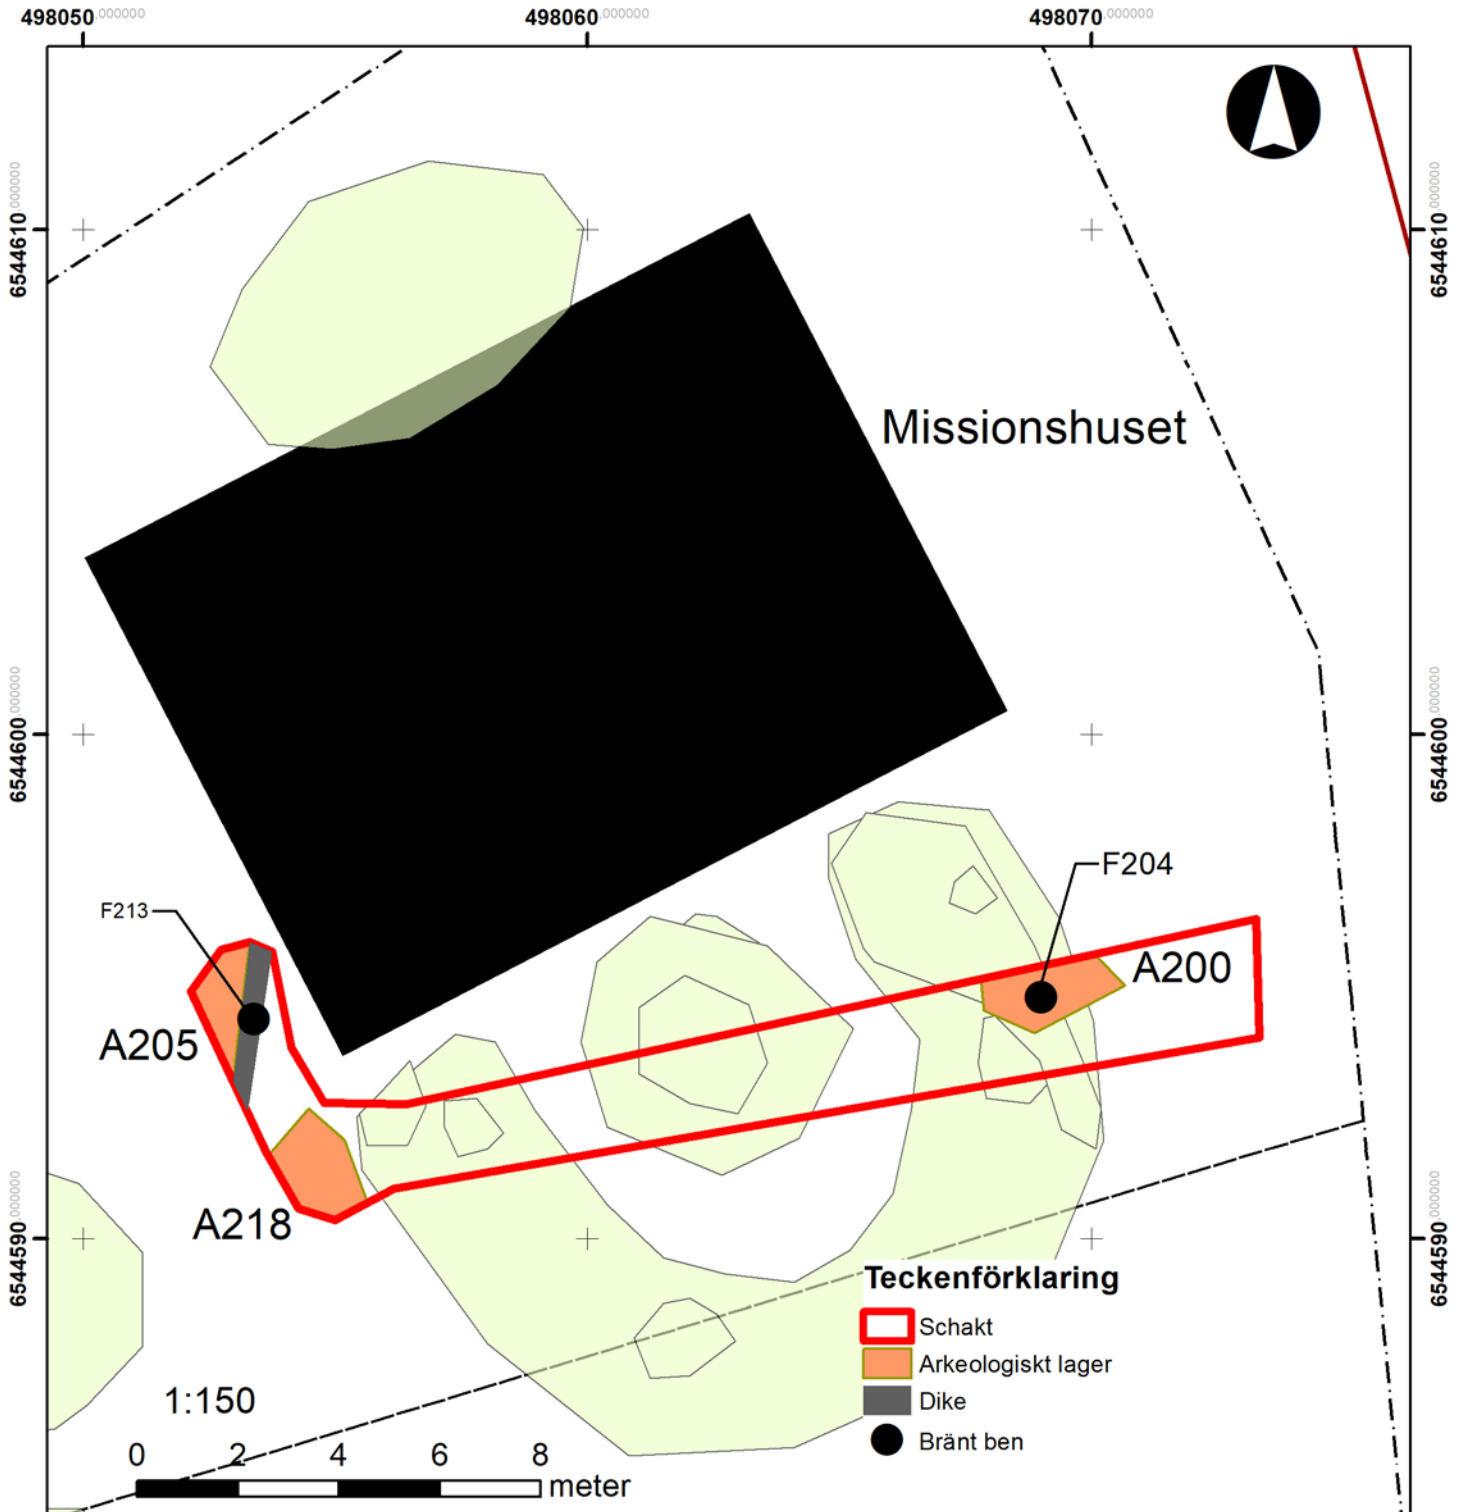 498050.000000 498060.000000 498070.000000
6544610.000000 6544610.000000
Missionshuset
6544600.000000 6544600.000000
F204
F213
A200
A205
A218
6544590.000000 6544590.000000
Teckenförklaring
Schakt
Arkeologiskt lager
Dike
Bränt ben
1:150
0 2 4 6 8
meter